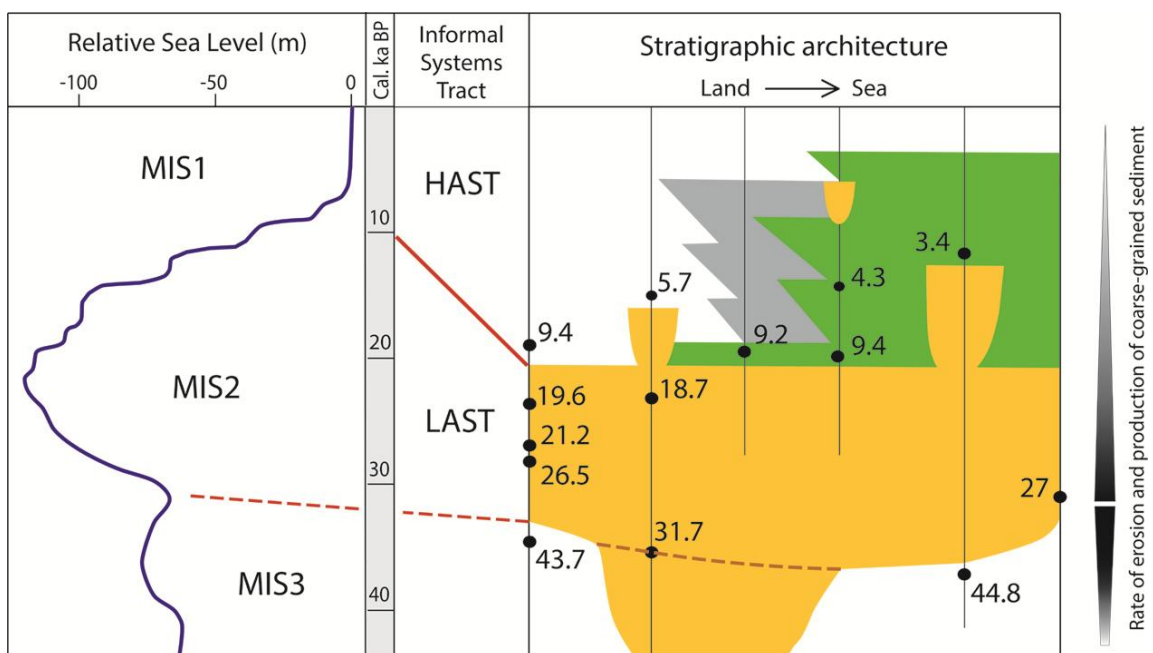 Relative Sea Level (m)
-100
-50
0
Cal. ka BP
Informal
Systems
Tract
Stratigraphic architecture
Land
Sea
MIS1
HAST
10
3.4
5.7
4.3
9.4
9.2
9.4
20
MIS2
LAST
19.6
18.7
21.2
26.5
30
27
31.7
43.7
MIS3
44.8
40
Rate of erosion and production of coarse-grained sediment